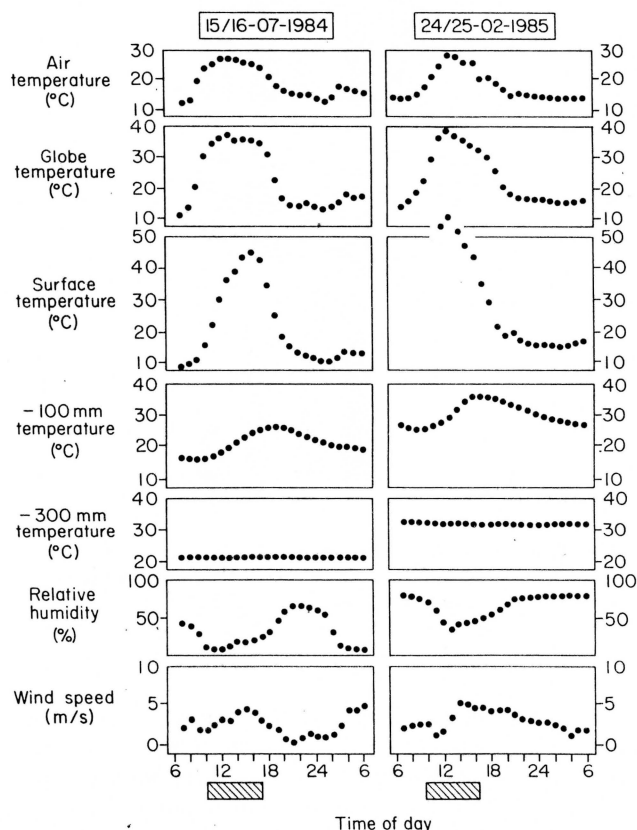 15/16-07-1984 24/25-02-1985
Air temperature (°C)
30 20 10
30 20 10
Globe temperature (°C)
40 30 20 10
40 30 20 10
Surface temperature (°C)
50 40 30 20 10
40 30 20 10
-100 mm temperature (°C)
40 30 20 10
40 30 20 10
-300 mm temperature (°C)
40 30 20
40 30 20
Relative humidity (%)
100 50
100 50
Wind speed (m/s)
10 5 0
10 5 0
6 12 18 24 6 12 18 24 6
Time of day